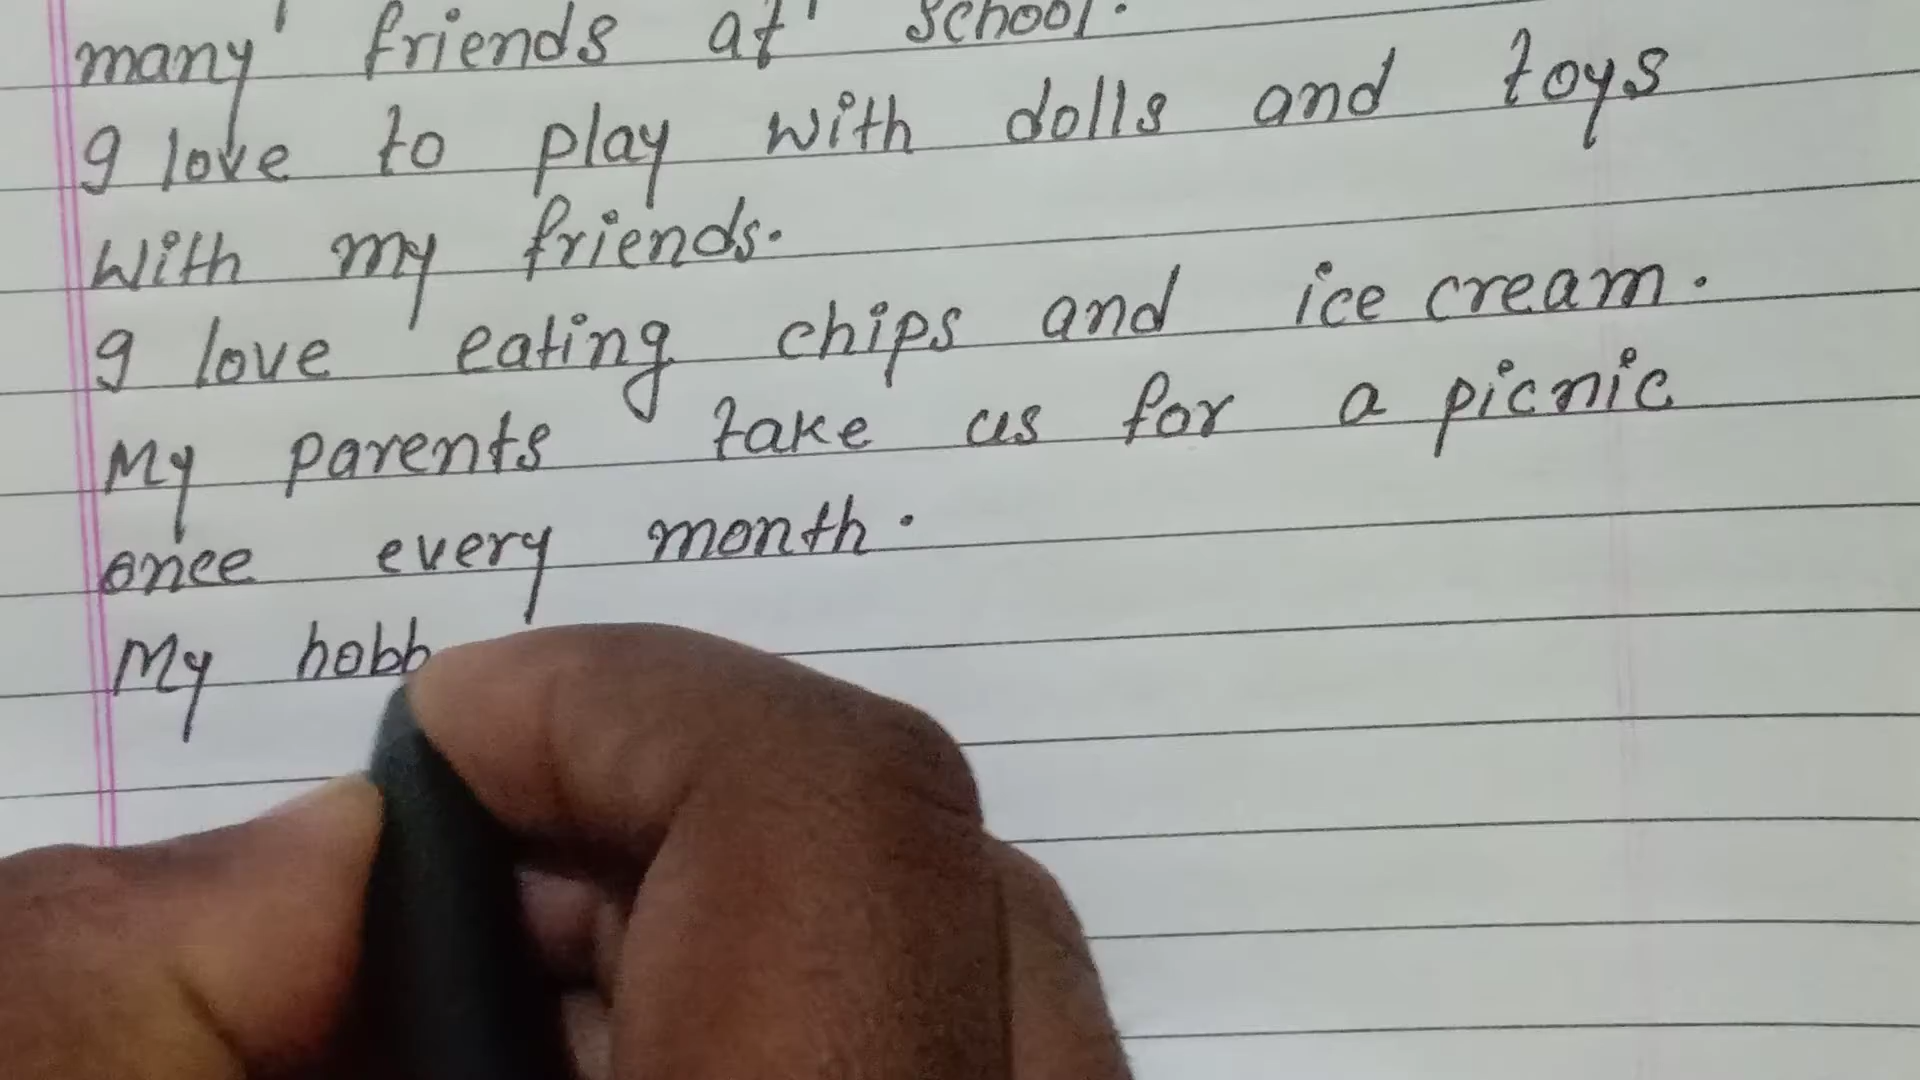 many friends at school.
I love to play with dolls and toys
with my friends.
I love eating chips and ice cream.
My parents take us for a picnic
once every month.
My hobb